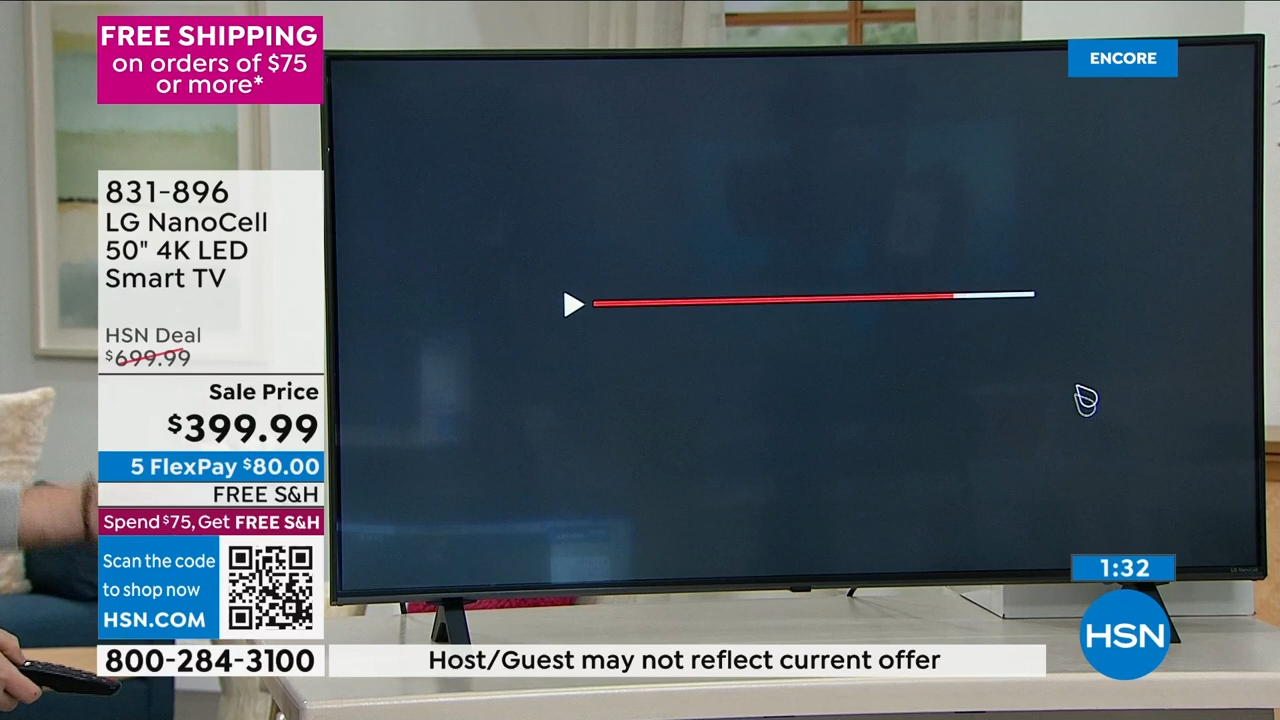 FREE SHIPPING
on orders of $75
or more*
ENCORE
831-896
LG NanoCell
50" 4K LED
Smart TV
HSN Deal
$699.99
Sale Price
$399.99
5 FlexPay $80.00
FREE S&H
Spend $75, Get FREE S&H
Scan the code
to shop now
HSN.COM
800-284-3100
Host/Guest may not reflect current offer
1:32
HSN
LG NanoCell